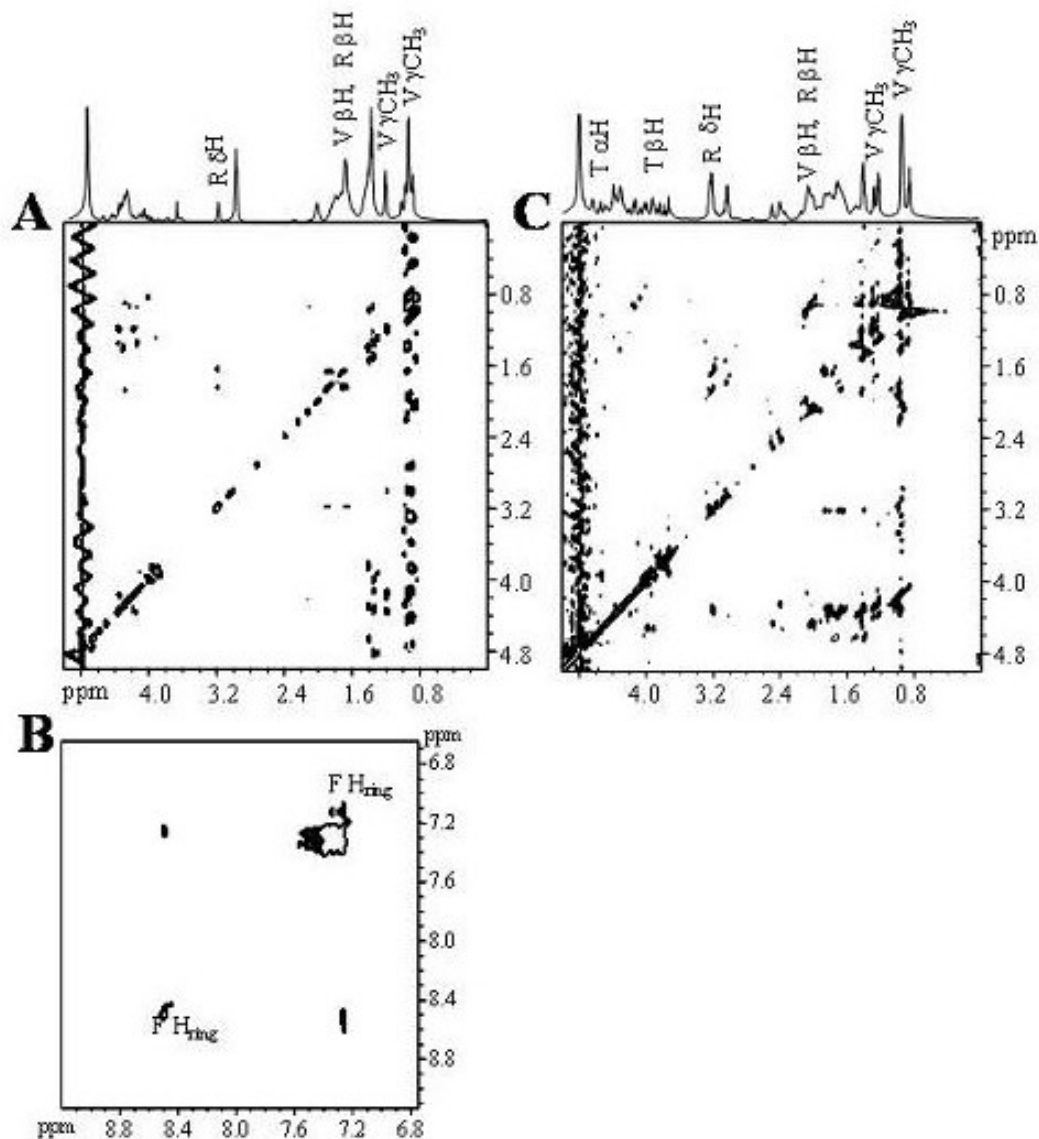 A
R δH
V βH, R βH
V γCH3
V γCH3
0.8
1.6
2.4
3.2
4.0
4.8
ppm 4.0 3.2 2.4 1.6 0.8
C
T αH
T βH
R δH
V βH, R βH
V γCH3
V γCH3
ppm
0.8
1.6
2.4
3.2
4.0
4.8
4.0 3.2 2.4 1.6 0.8
B
ppm
6.8
7.2
7.6
8.0
8.4
8.8
F Hring
F Hring
ppm 8.8 8.4 8.0 7.6 7.2 6.8